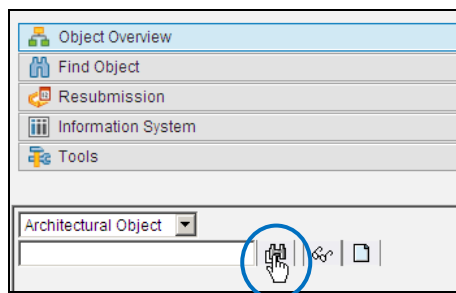 Object Overview
Find Object
Resubmission
Information System
Tools
Architectural Object